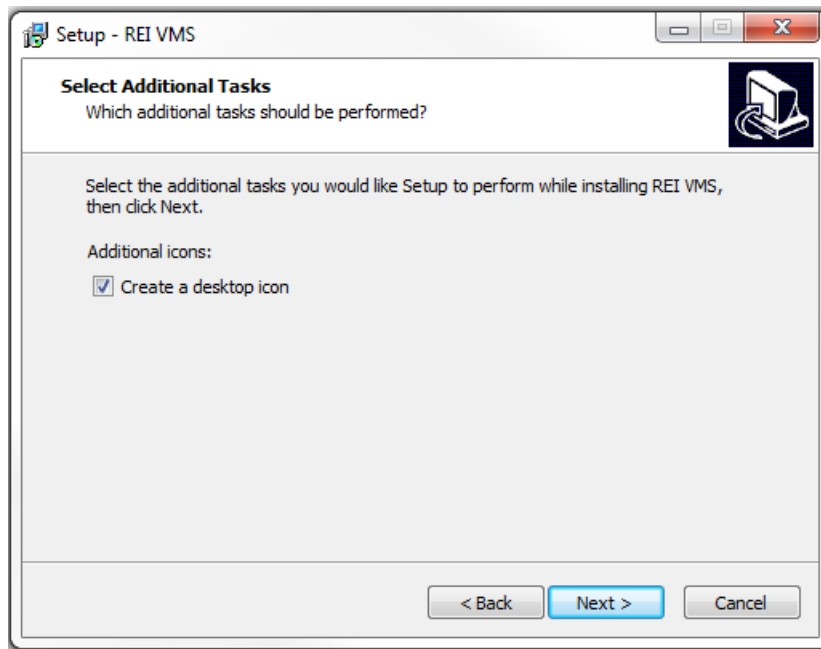 Setup - REI VMS
Select Additional Tasks
Which additional tasks should be performed?
Select the additional tasks you would like Setup to perform while installing REI VMS,
then click Next.
Additional icons:
Create a desktop icon
< Back Next > Cancel